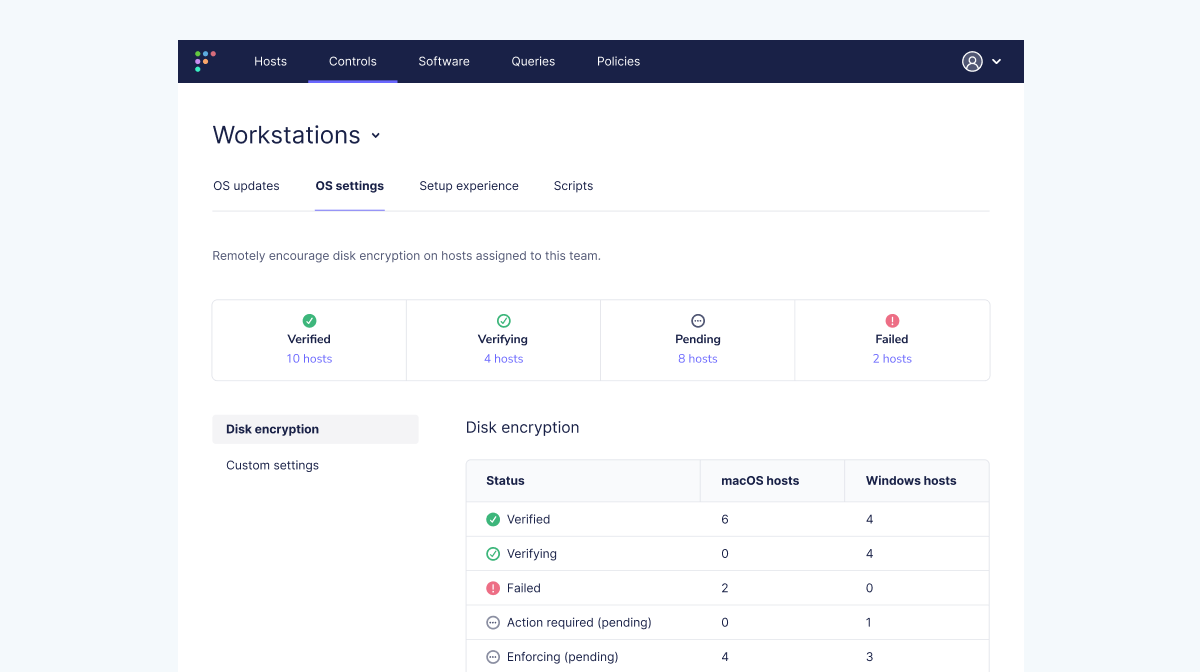 Hosts Controls Software Queries Policies
Workstations
OS updates OS settings Setup experience Scripts
Remotely encourage disk encryption on hosts assigned to this team.
Verified Verifying Pending Failed
10 hosts 4 hosts 8 hosts 2 hosts
Disk encryption
Custom settings
Disk encryption
Status macOS hosts Windows hosts
Verified 6 4
Verifying 0 4
Failed 2 0
Action required (pending) 0 1
Enforcing (pending) 4 3